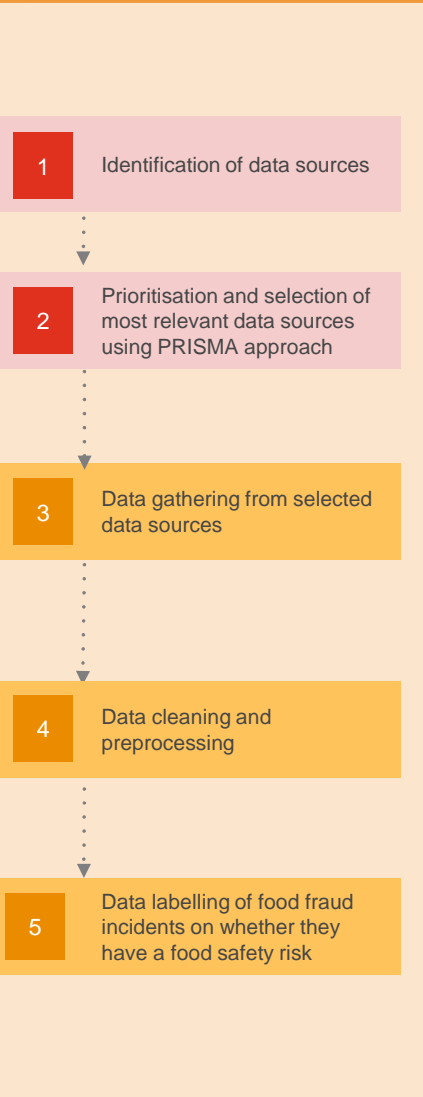 1
Identification of data sources
2
Prioritisation and selection of
most relevant data sources
using PRISMA approach
3
Data gathering from selected
data sources
4
Data cleaning and
preprocessing
5
Data labelling of food fraud
incidents on whether they
have a food safety risk